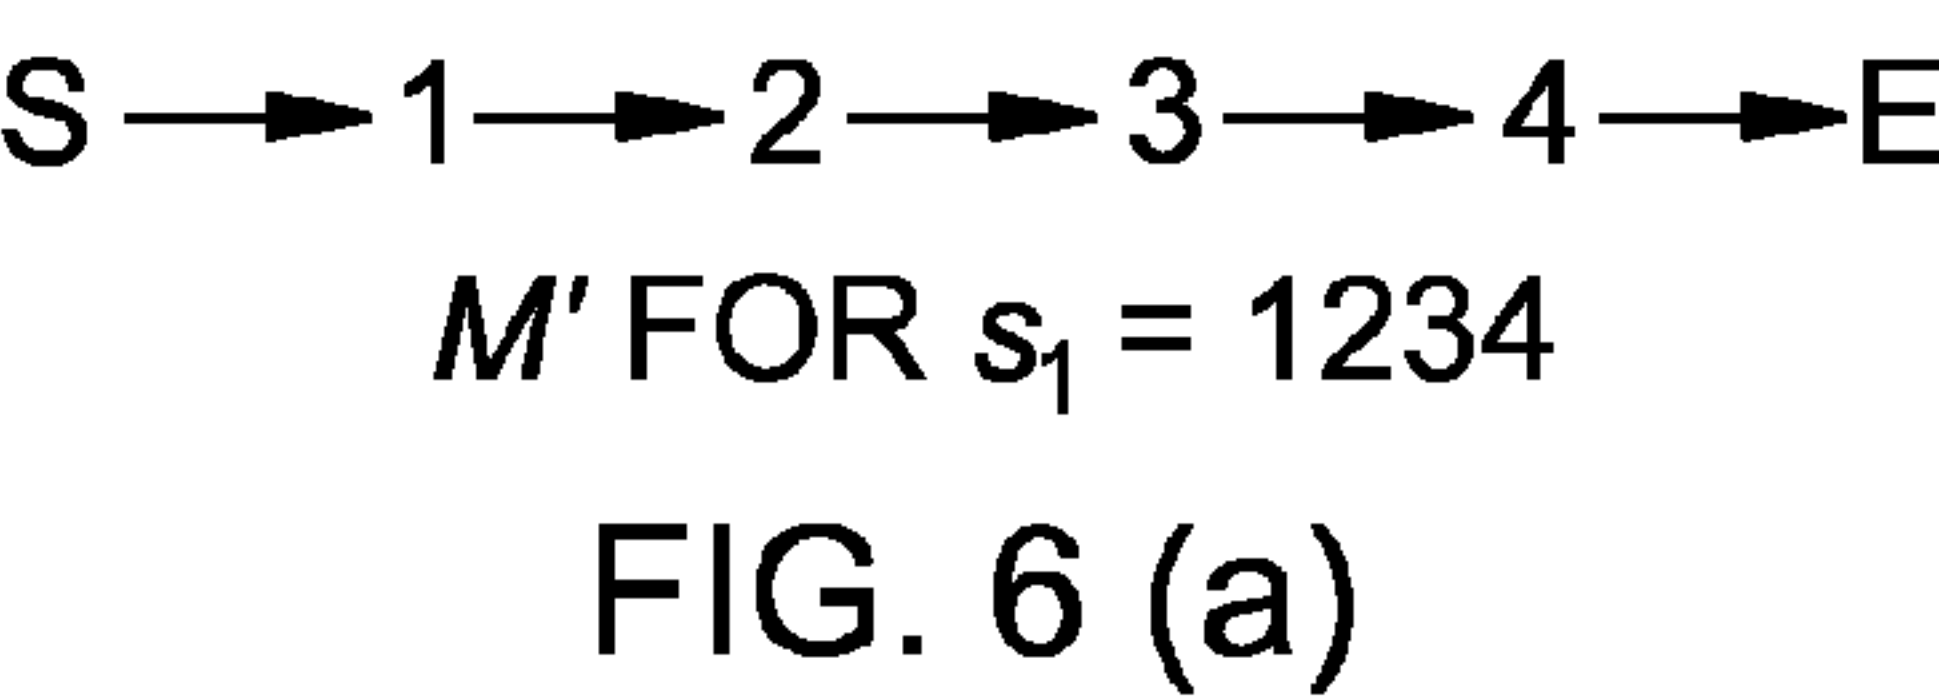 S → 1 → 2 → 3 → 4 → E
M' FOR s₁ = 1234
FIG. 6 (a)